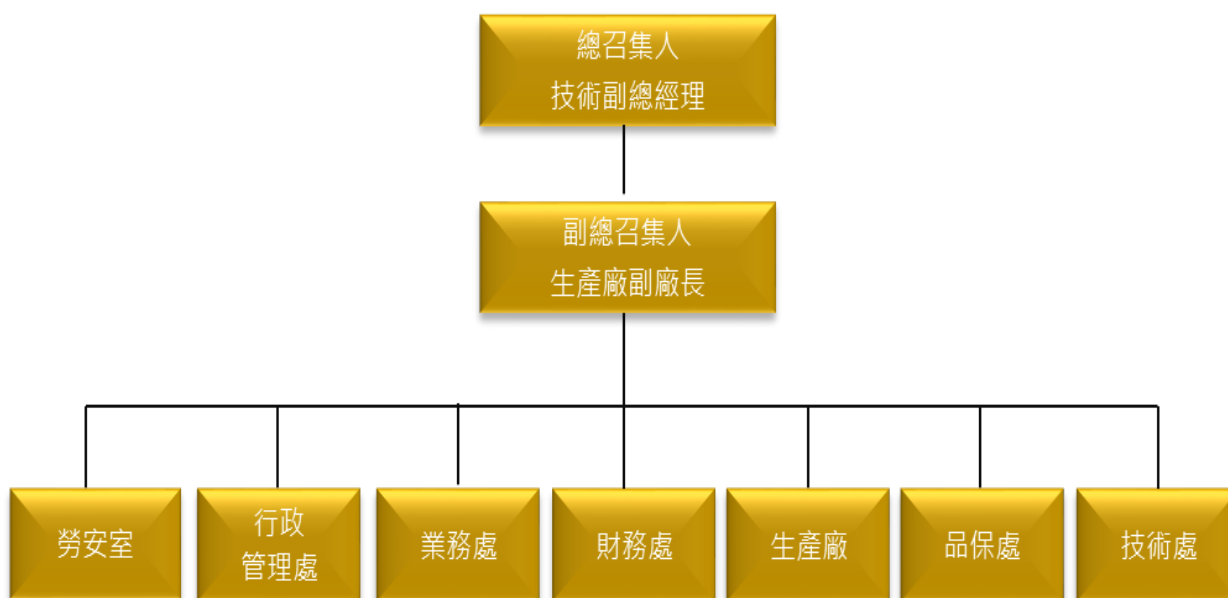 總召集人
技術副總經理
副總召集人
生產廠副廠長
勞安室
行政
管理處
業務處
財務處
生產廠
品保處
技術處